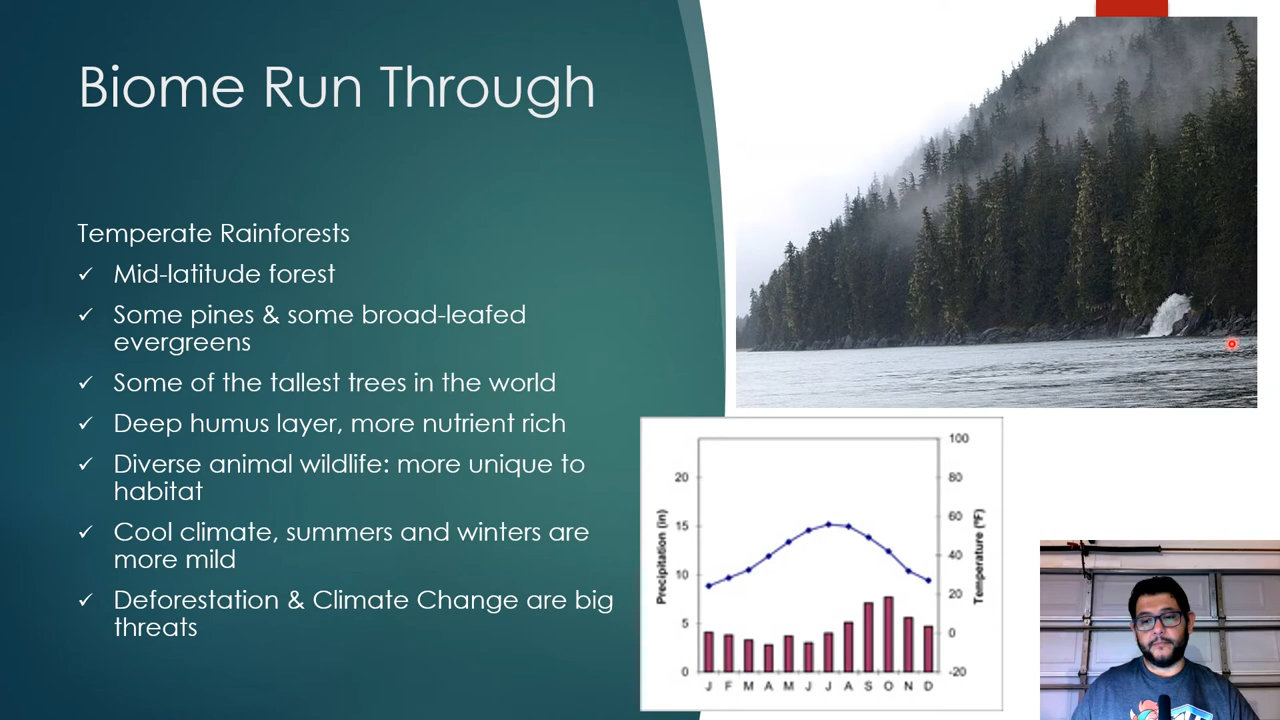 Biome Run Through
Temperate Rainforests
✓ Mid-latitude forest
✓ Some pines & some broad-leafed
evergreens
✓ Some of the tallest trees in the world
✓ Deep humus layer, more nutrient rich
✓ Diverse animal wildlife: more unique to
habitat
✓ Cool climate, summers and winters are
more mild
✓ Deforestation & Climate Change are big
threats
Precipitation (in)
20
15
10
5
0
100
80
60
40
20
0
-20
Temperature (°F)
J F M A M J J A S O N D